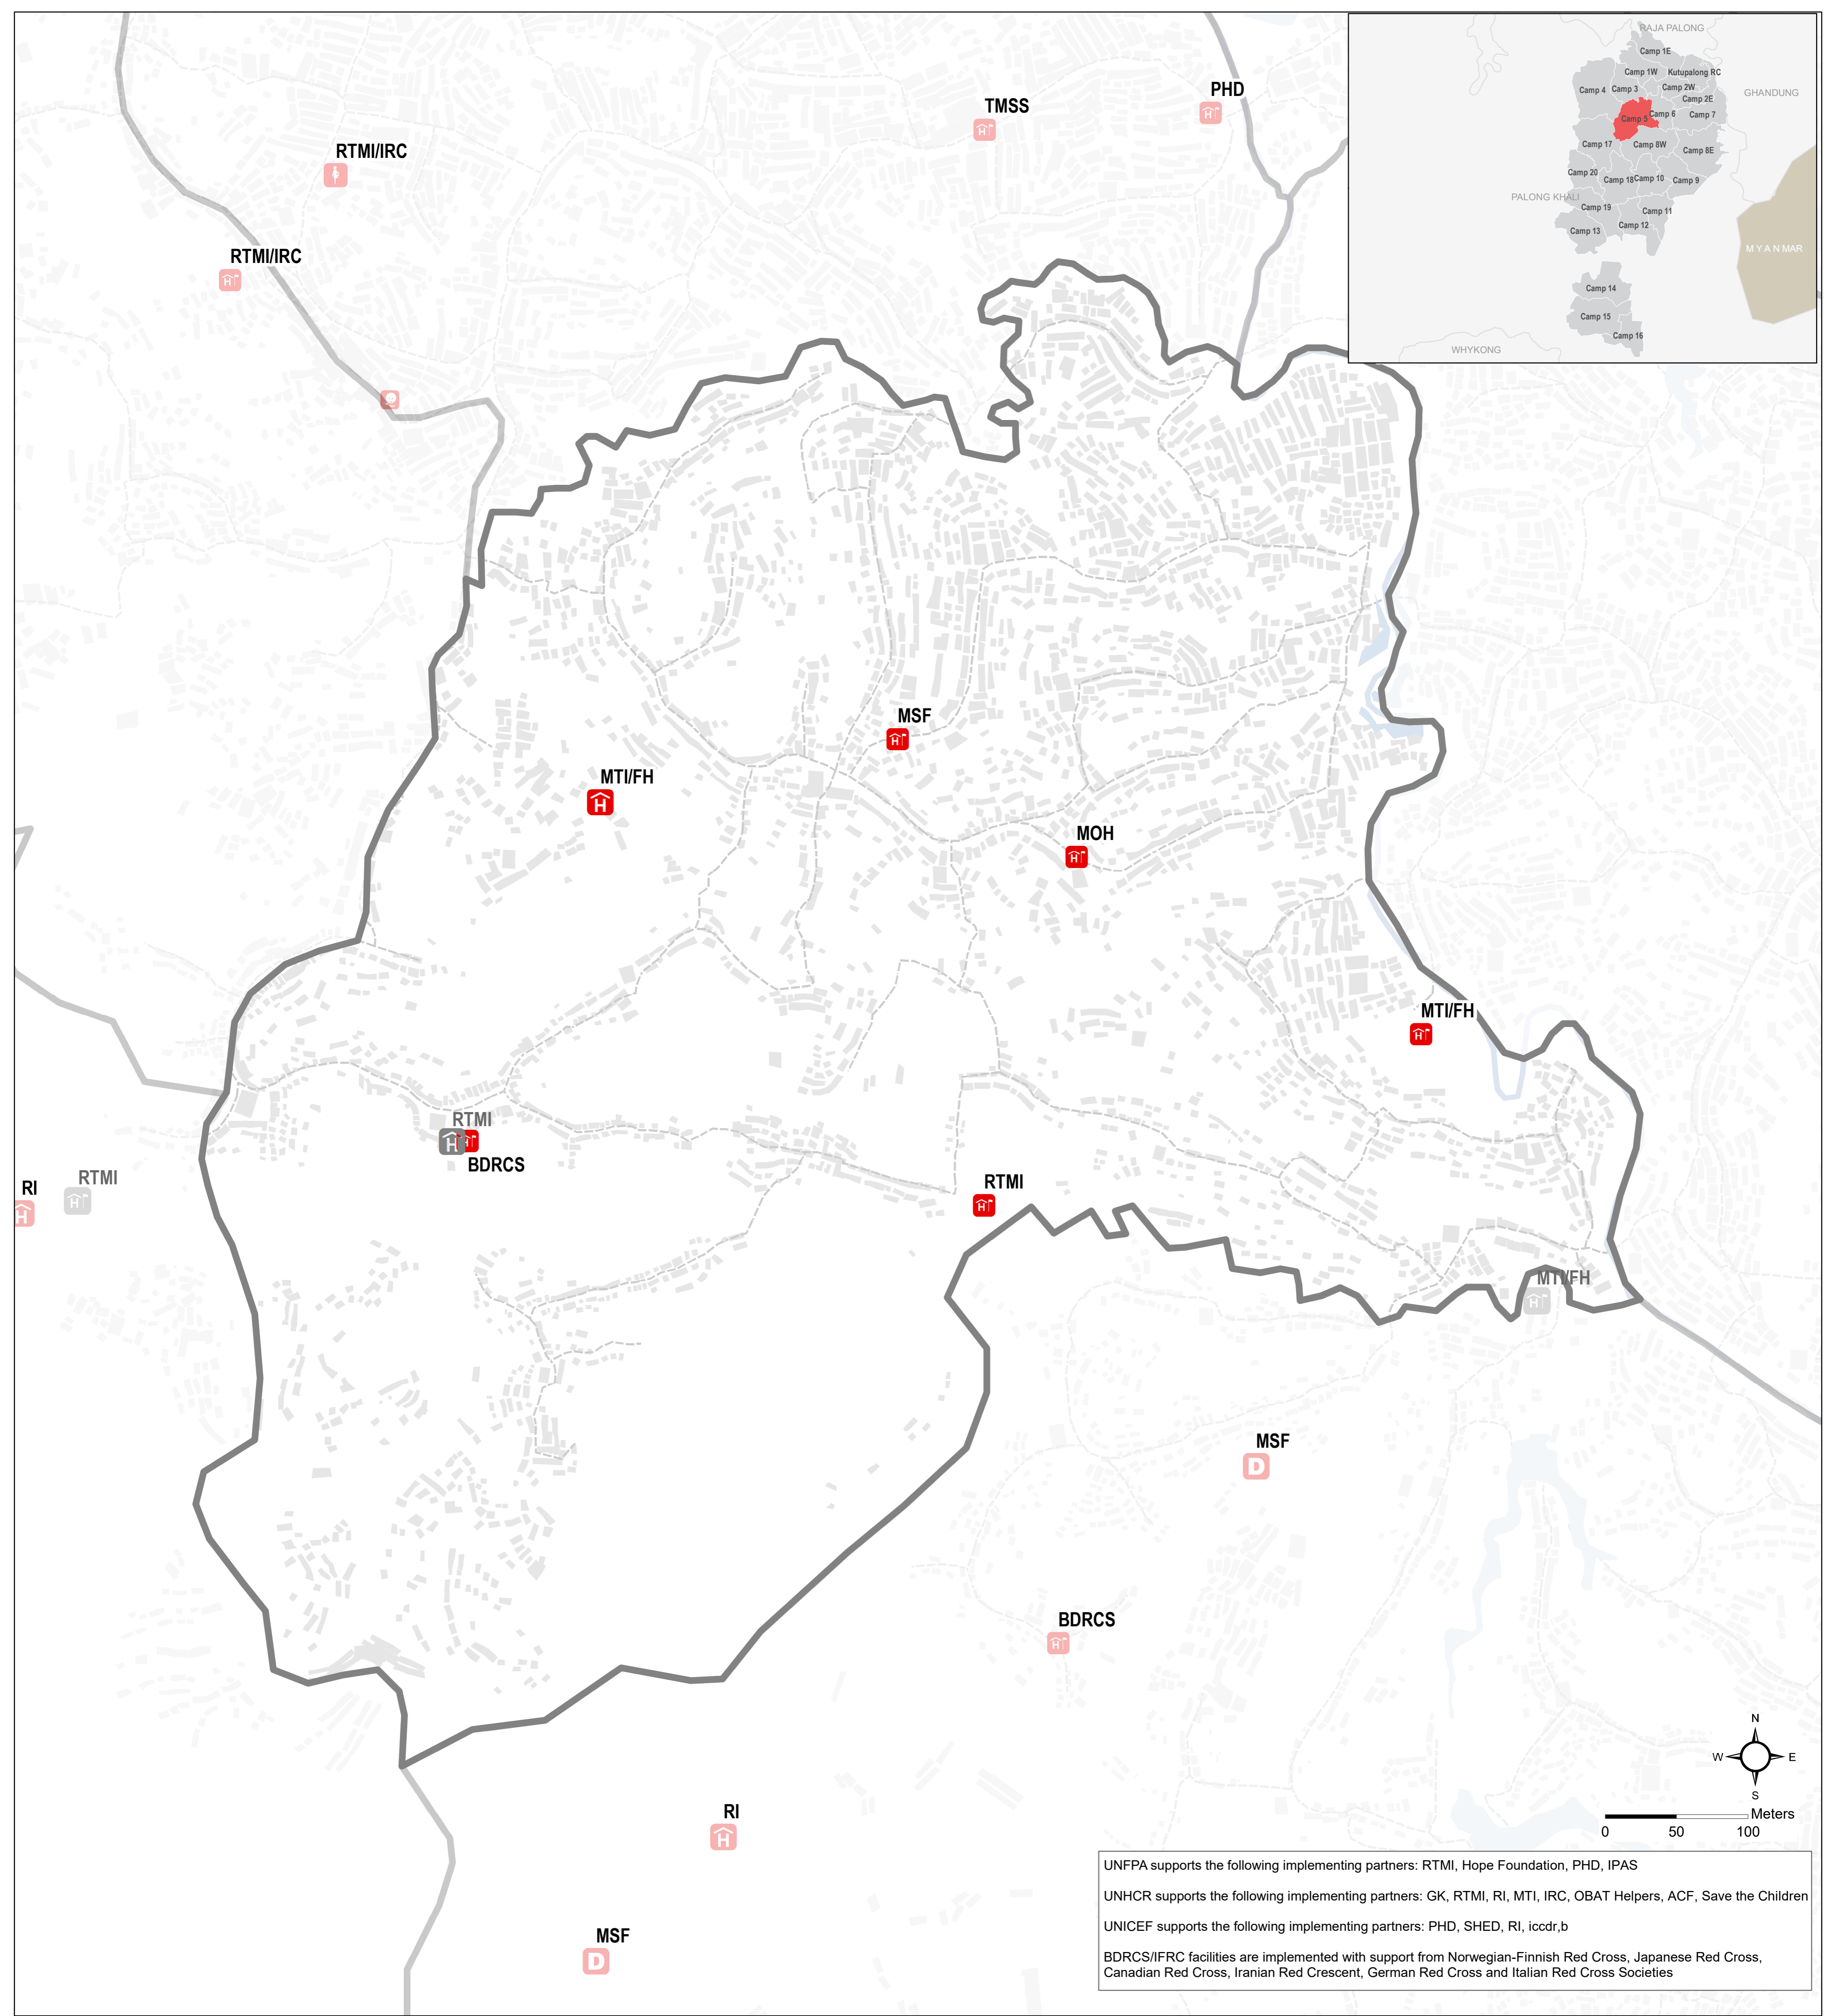 RAJA PALONG
Camp 1E
Camp 1W
Kutupalong RC
Camp 4
Camp 3
Camp 2W
GHANDUNG
Camp 2E
Camp 5
Camp 6
Camp 7
Camp 17
Camp 8W
Camp 8E
Camp 20
Camp 18
Camp 10
Camp 9
PALONG KHALI
Camp 19
Camp 11
Camp 13
Camp 12
MYANMAR
Camp 14
Camp 15
Camp 16
WHYKONG
PHD
H
TMSS
H
RTMI/IRC
RTMI/IRC
H
MSF
H
MTI/FH
H
MOH
H
MTI/FH
H
RTMI
H
H
BDRCS
RTMI
H
RI
H
RTMI
H
MTI/FH
H
MSF
D
BDRCS
H
RI
H
MSF
D
N
W
E
S
Meters
0 50 100
UNFPA supports the following implementing partners: RTMI, Hope Foundation, PHD, IPAS
UNHCR supports the following implementing partners: GK, RTMI, RI, MTI, IRC, OBAT Helpers, ACF, Save the Children
UNICEF supports the following implementing partners: PHD, SHED, RI, iccdr,b
BDRCS/IFRC facilities are implemented with support from Norwegian-Finnish Red Cross, Japanese Red Cross,
Canadian Red Cross, Iranian Red Crescent, German Red Cross and Italian Red Cross Societies